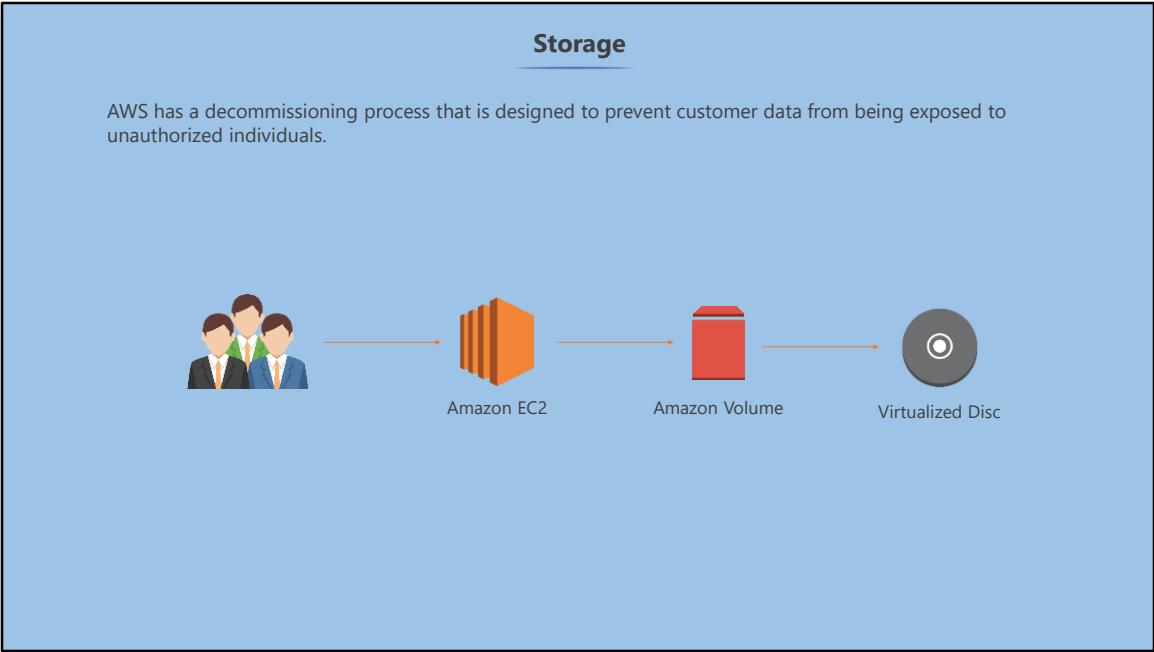 Storage
AWS has a decommissioning process that is designed to prevent customer data from being exposed to
unauthorized individuals.
Amazon EC2
Amazon Volume
Virtualized Disc